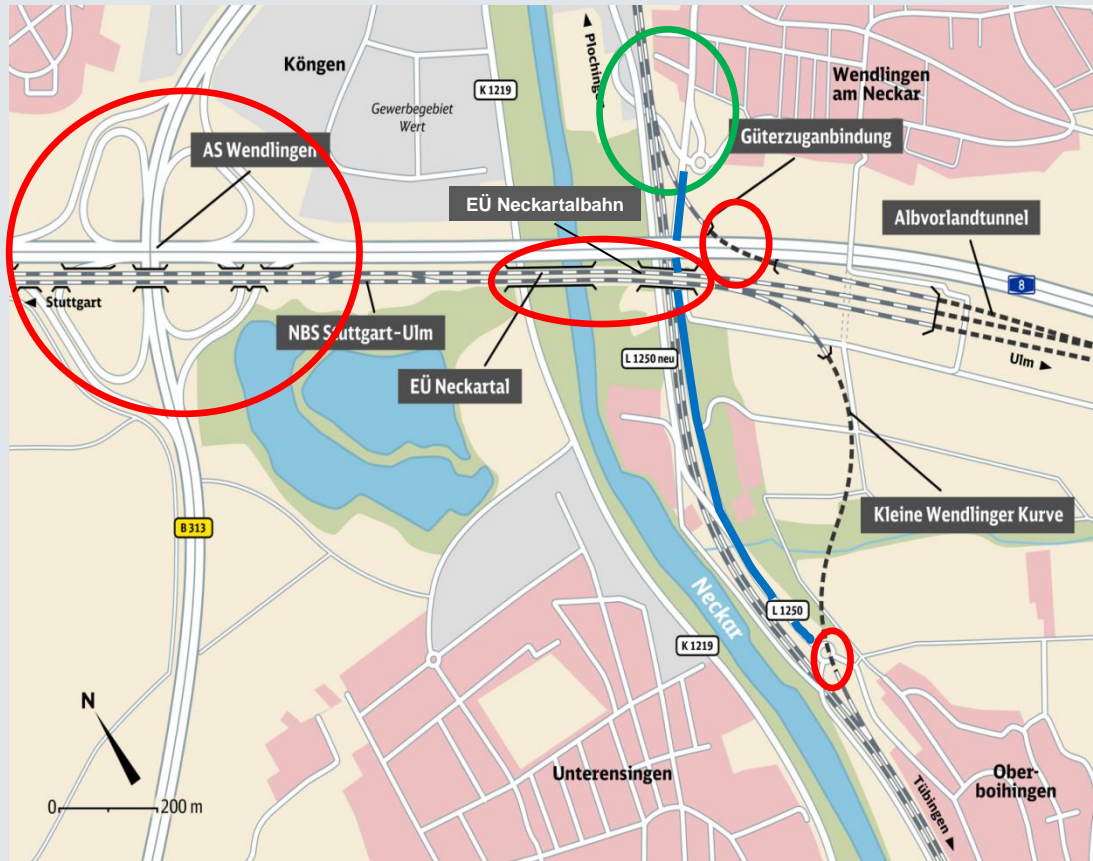 Köngen
K 1219
Plochingen
Wendlingen
am Neckar
Gewerbegebiet
Wert
AS Wendlingen
Güterzuganbindung
EÜ Neckartalbahn
Albvorlandtunnel
8
Stuttgart
NBS Stuttgart–Ulm
L 1250 neu
Ulm
EÜ Neckartal
B 313
Kleine Wendlinger Kurve
Neckar
L 1250
K 1219
N
Unterensingen
Ober-
boihingen
Tübingen
0
200 m